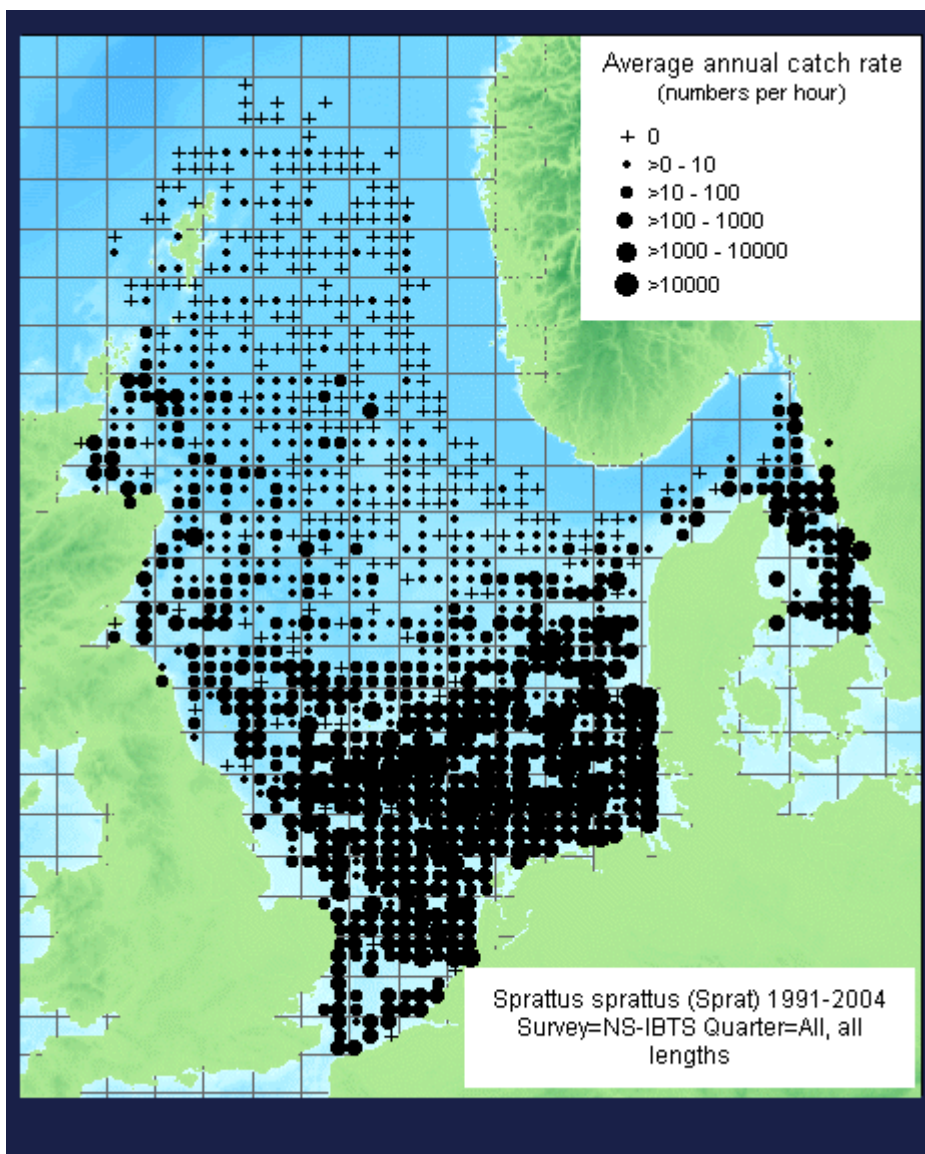 Average annual catch rate
(numbers per hour)
0
>0 - 10
>10 - 100
>100 - 1000
>1000 - 10000
>10000
Sprattus sprattus (Sprat) 1991-2004
Survey=NS-IBTS Quarter=All, all
lengths